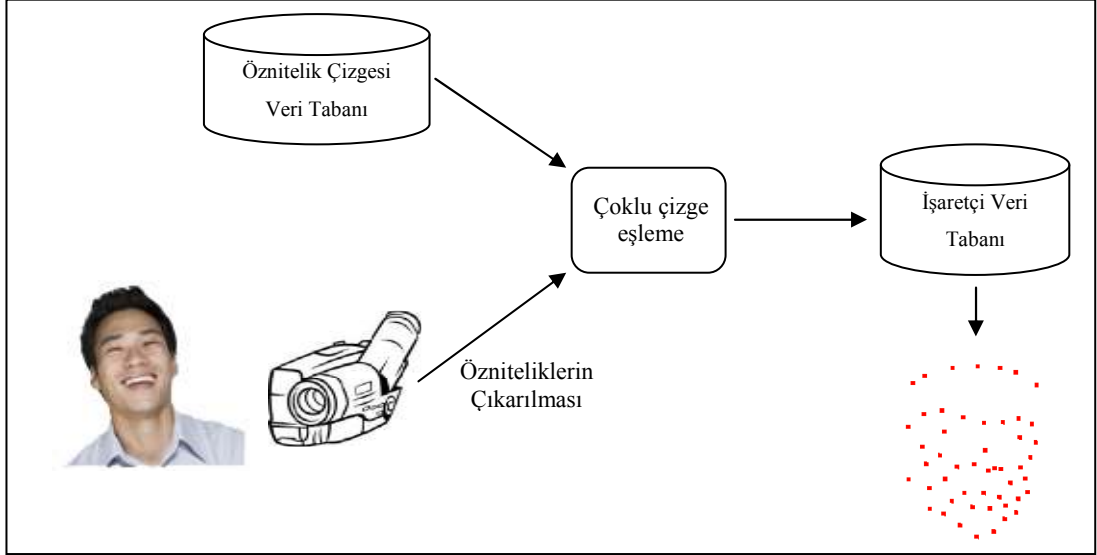 Öznitelik Çizgesi
Veri Tabanı
Çoklu çizge
eşleme
İşaretçi Veri
Tabanı
Özniteliklerin
Çıkarılması